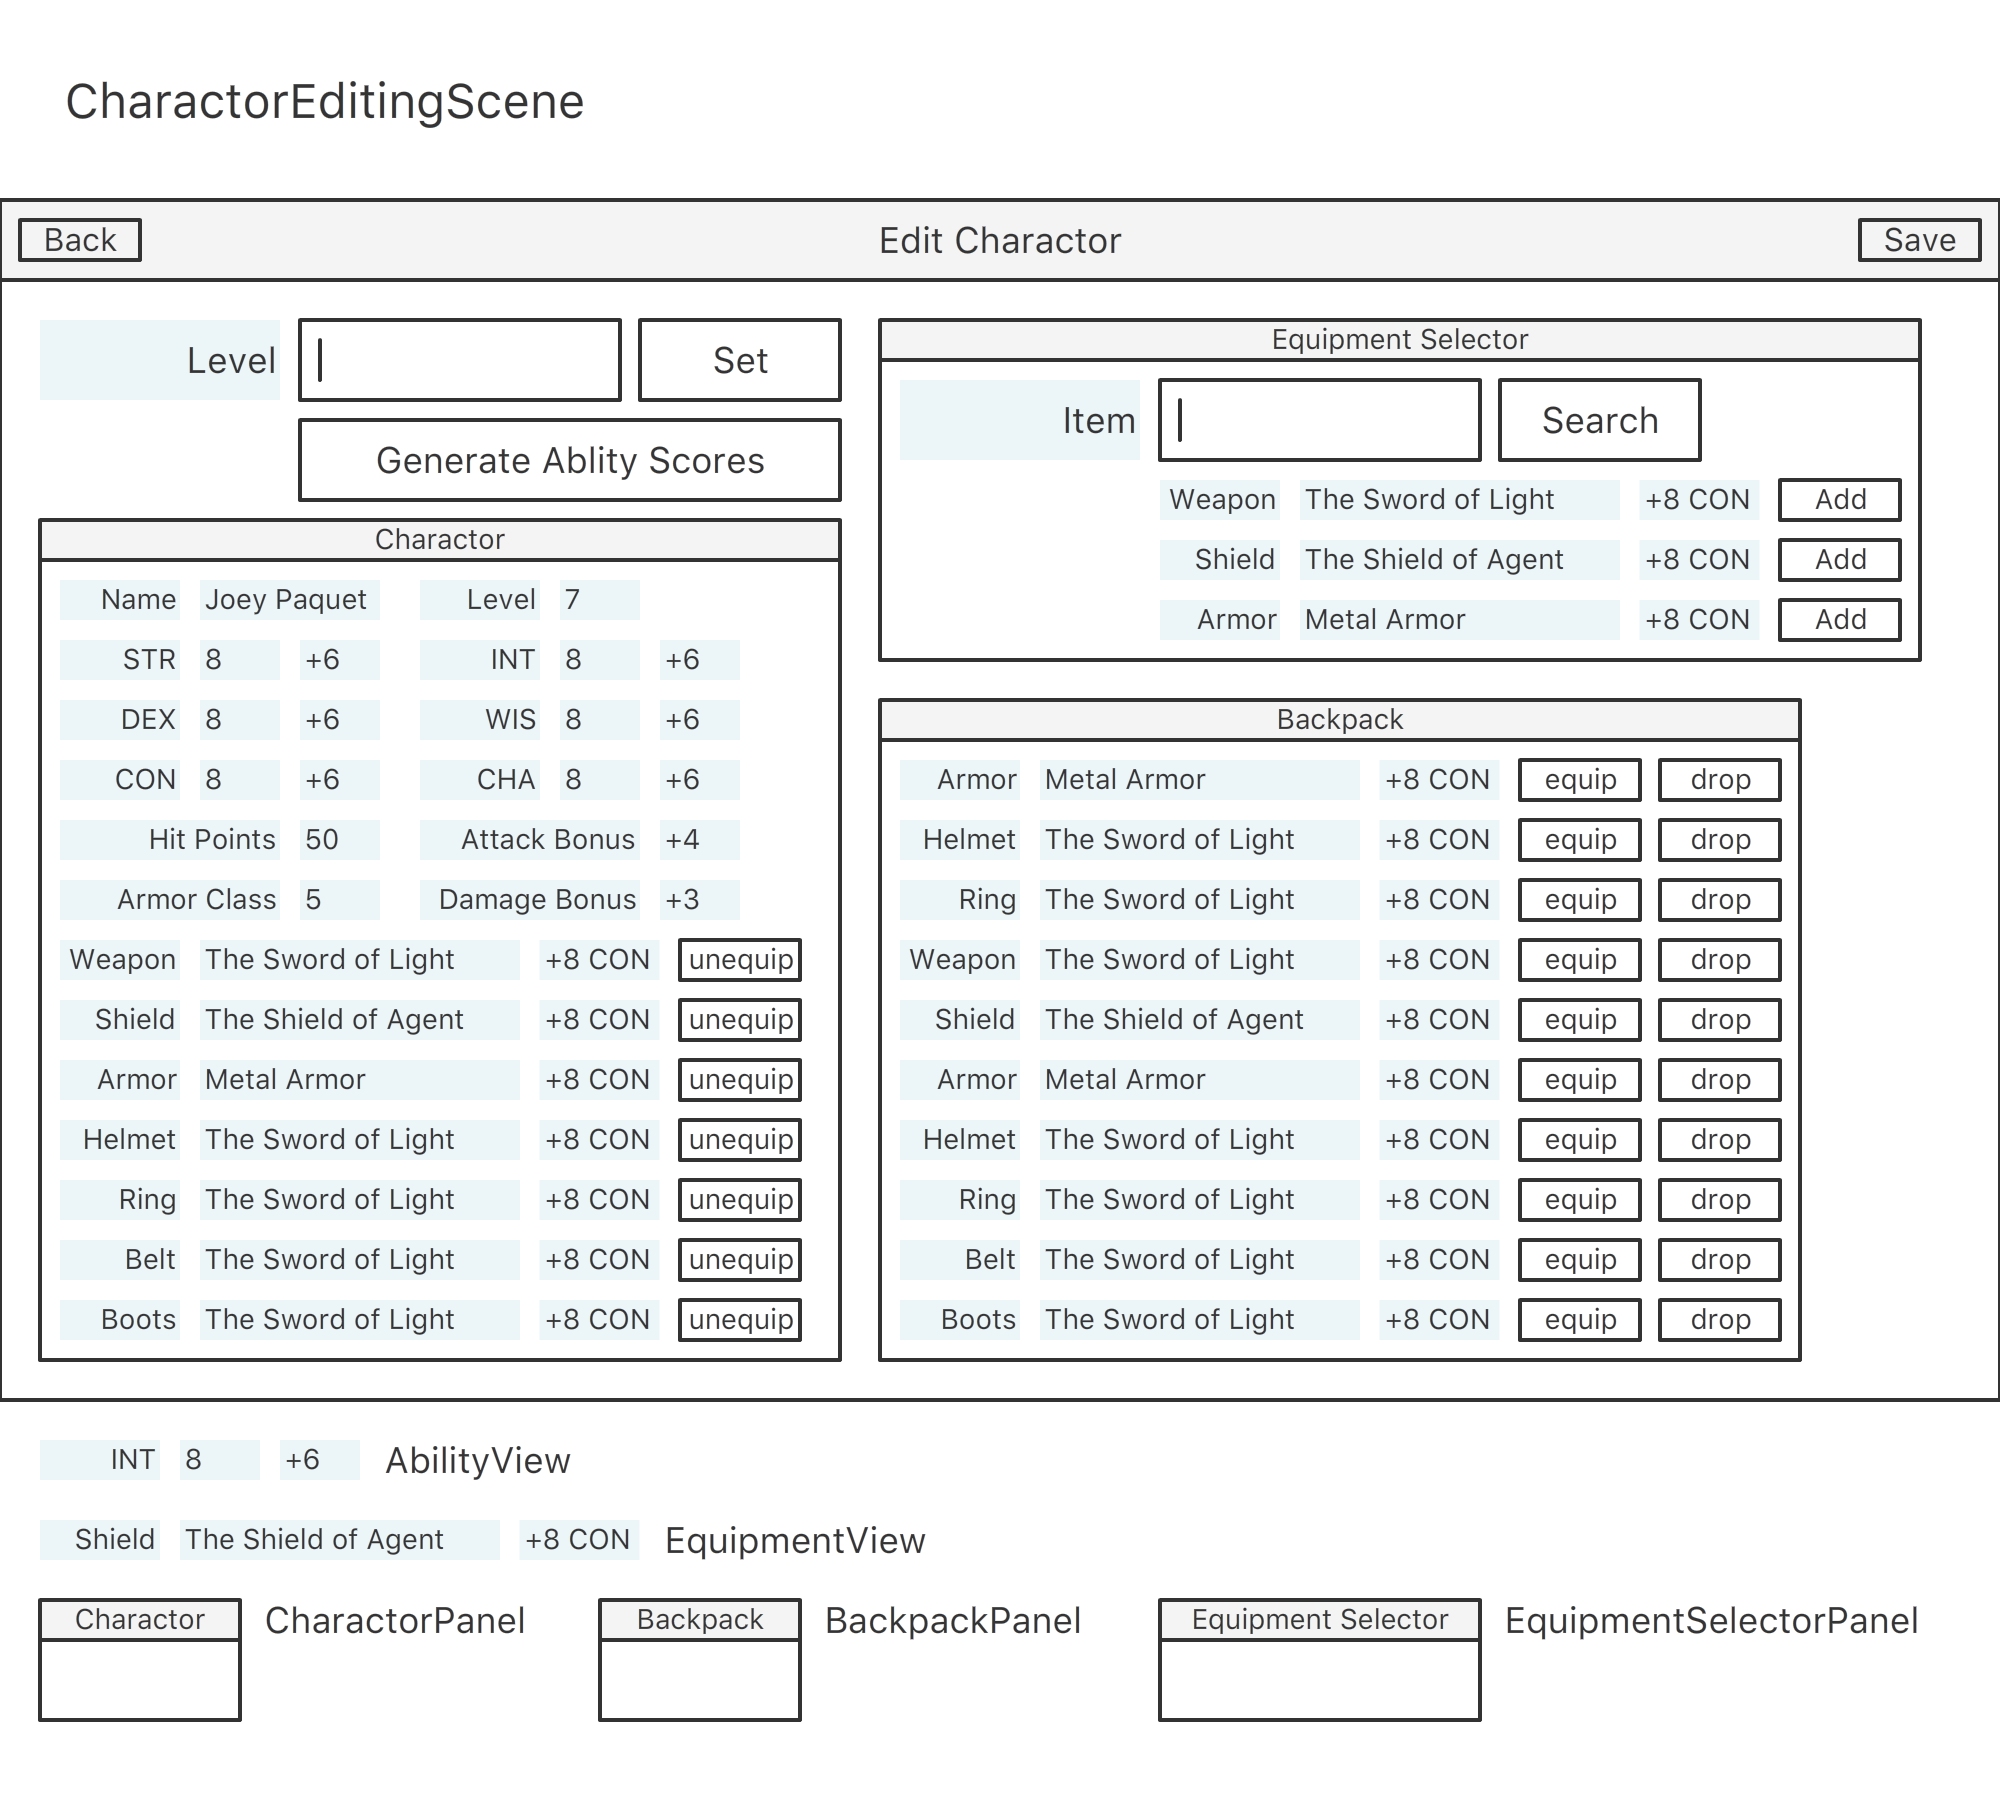 CharactorEditingScene
Back Edit Charactor Save
Level Set
Generate Ablity Scores
Charactor
Name Joey Paquet Level 7
STR 8 +6 INT 8 +6
DEX 8 +6 WIS 8 +6
CON 8 +6 CHA 8 +6
Hit Points 50 Attack Bonus +4
Armor Class 5 Damage Bonus +3
Weapon The Sword of Light +8 CON unequip
Shield The Shield of Agent +8 CON unequip
Armor Metal Armor +8 CON unequip
Helmet The Sword of Light +8 CON unequip
Ring The Sword of Light +8 CON unequip
Belt The Sword of Light +8 CON unequip
Boots The Sword of Light +8 CON unequip
Equipment Selector
Item Search
Weapon The Sword of Light +8 CON Add
Shield The Shield of Agent +8 CON Add
Armor Metal Armor +8 CON Add
Backpack
Armor Metal Armor +8 CON equip drop
Helmet The Sword of Light +8 CON equip drop
Ring The Sword of Light +8 CON equip drop
Weapon The Sword of Light +8 CON equip drop
Shield The Shield of Agent +8 CON equip drop
Armor Metal Armor +8 CON equip drop
Helmet The Sword of Light +8 CON equip drop
Ring The Sword of Light +8 CON equip drop
Belt The Sword of Light +8 CON equip drop
Boots The Sword of Light +8 CON equip drop
INT 8 +6 AbilityView
Shield The Shield of Agent +8 CON EquipmentView
Charactor CharactorPanel Backpack BackpackPanel Equipment Selector EquipmentSelectorPanel